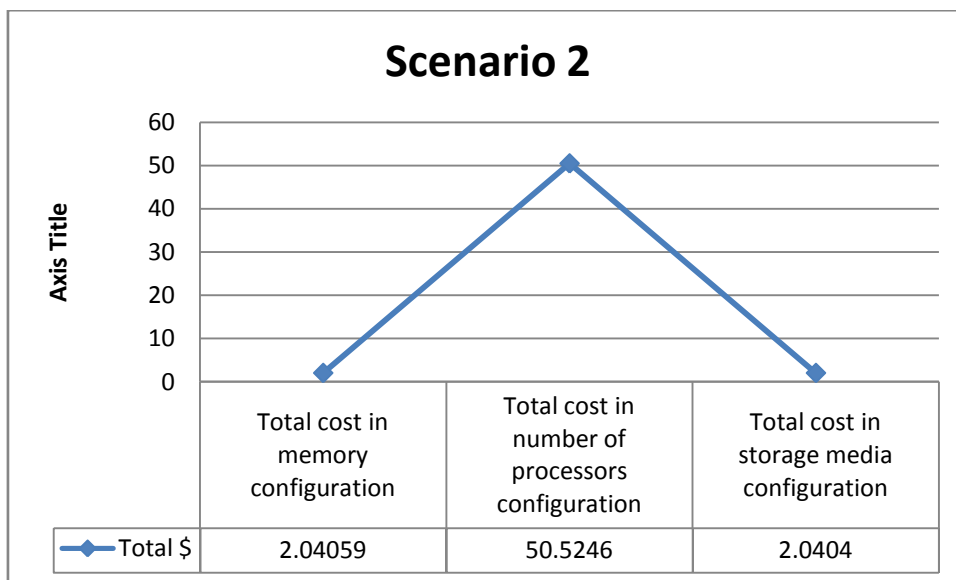 Scenario 2
Axis Title
60
50
40
30
20
10
0
Total cost in
memory
configuration
Total cost in
number of
processors
configuration
Total cost in
storage media
configuration
Total $ 2.04059 50.5246 2.0404